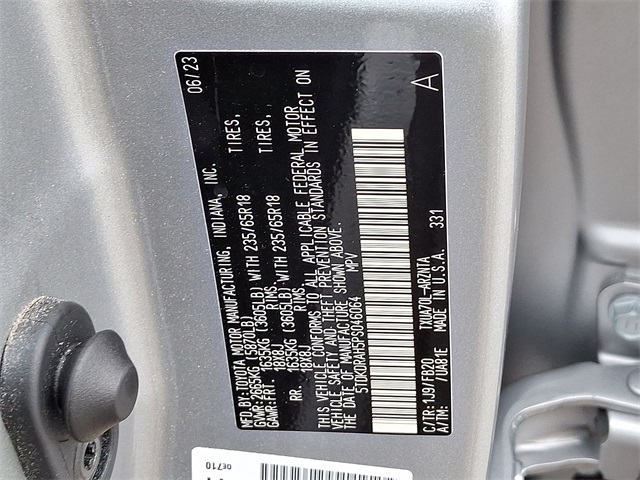 MFD.BY:TOYOTA MOTOR MANUFACTURING, INDIANA, INC. 06/23
GVWR:2665KG (5870LB)
GAWR:FRT. 1635KG (3605LB) WITH 235/65R18 TIRES,
18X8J RIMS,
RR. 1635KG (3605LB) WITH 235/65R18 TIRES,
18X8J RIMS,
THIS VEHICLE CONFORMS TO ALL APPLICABLE FEDERAL MOTOR
VEHICLE SAFETY AND THEFT PREVENTION STANDARDS IN EFFECT ON
THE DATE OF MANUFACTURE SHOWN ABOVE.
5TDKDRAH5PS046064 MPV
C/TR:1J9/FB20 TXUA70L-ARZNTA A
A/TM: /UA81E MADE IN U.S.A. 331
0E710